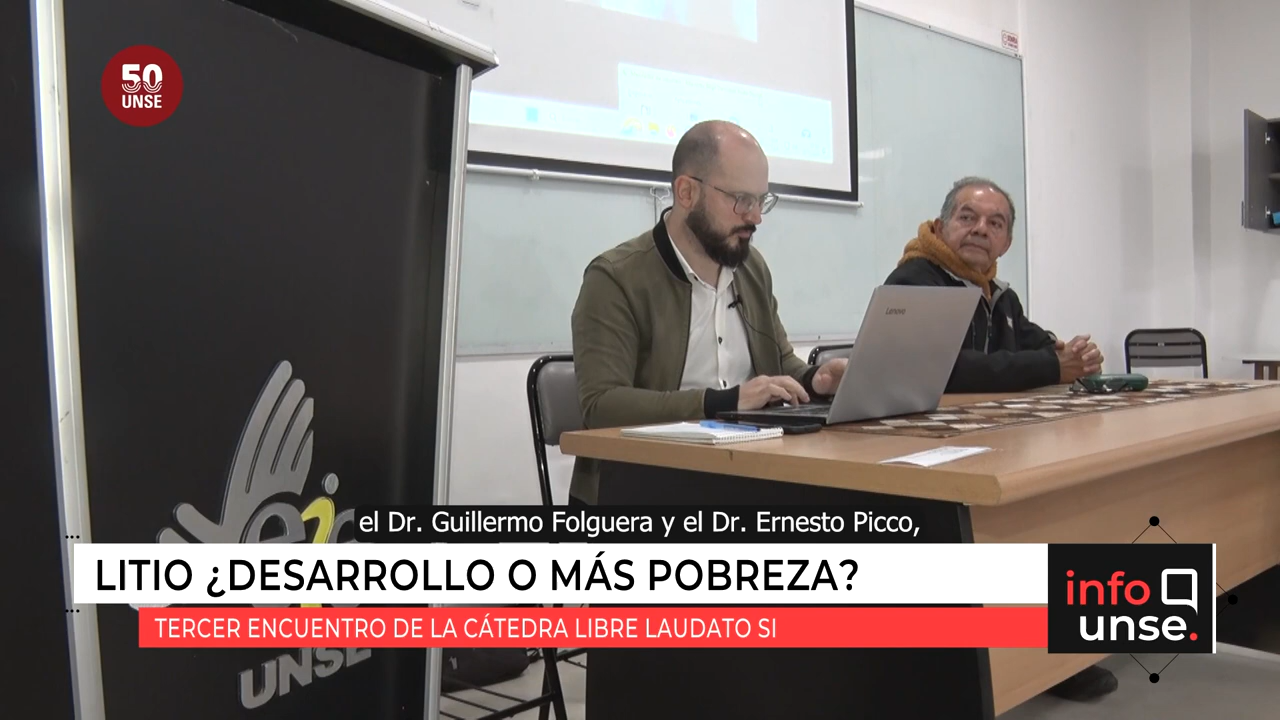 50
UNSE
Lenovo
el Dr. Guillermo Folguera y el Dr. Ernesto Picco,
LITIO ¿DESARROLLO O MÁS POBREZA?
TERCER ENCUENTRO DE LA CÁTEDRA LIBRE LAUDATO SI
info
unse.
UNSE